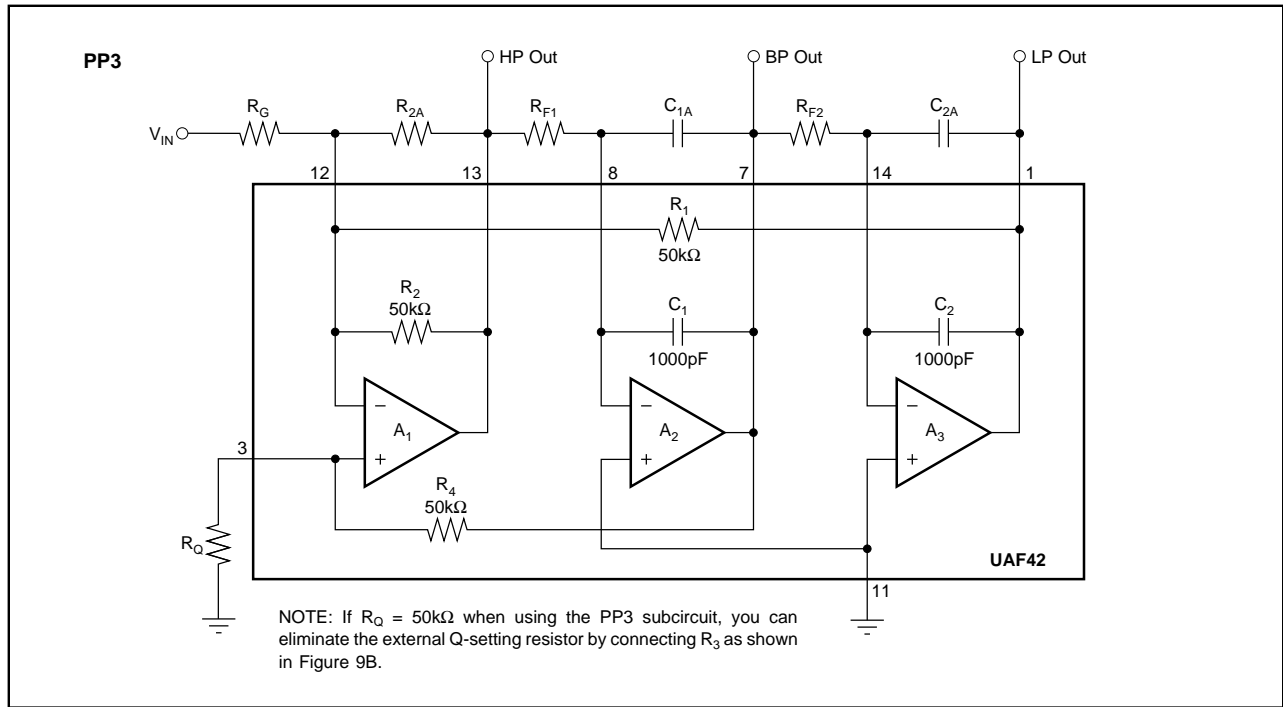 PP3
HP Out
BP Out
LP Out
R_G
R_2A
R_F1
C_1A
R_F2
C_2A
V_IN
12
13
8
7
14
1
R_1
50kΩ
R_2
50kΩ
C_1
1000pF
C_2
1000pF
−
A_1
+
−
A_2
+
−
A_3
+
3
R_4
50kΩ
R_Q
UAF42
11
NOTE: If R_Q = 50kΩ when using the PP3 subcircuit, you can
eliminate the external Q-setting resistor by connecting R_3 as shown
in Figure 9B.